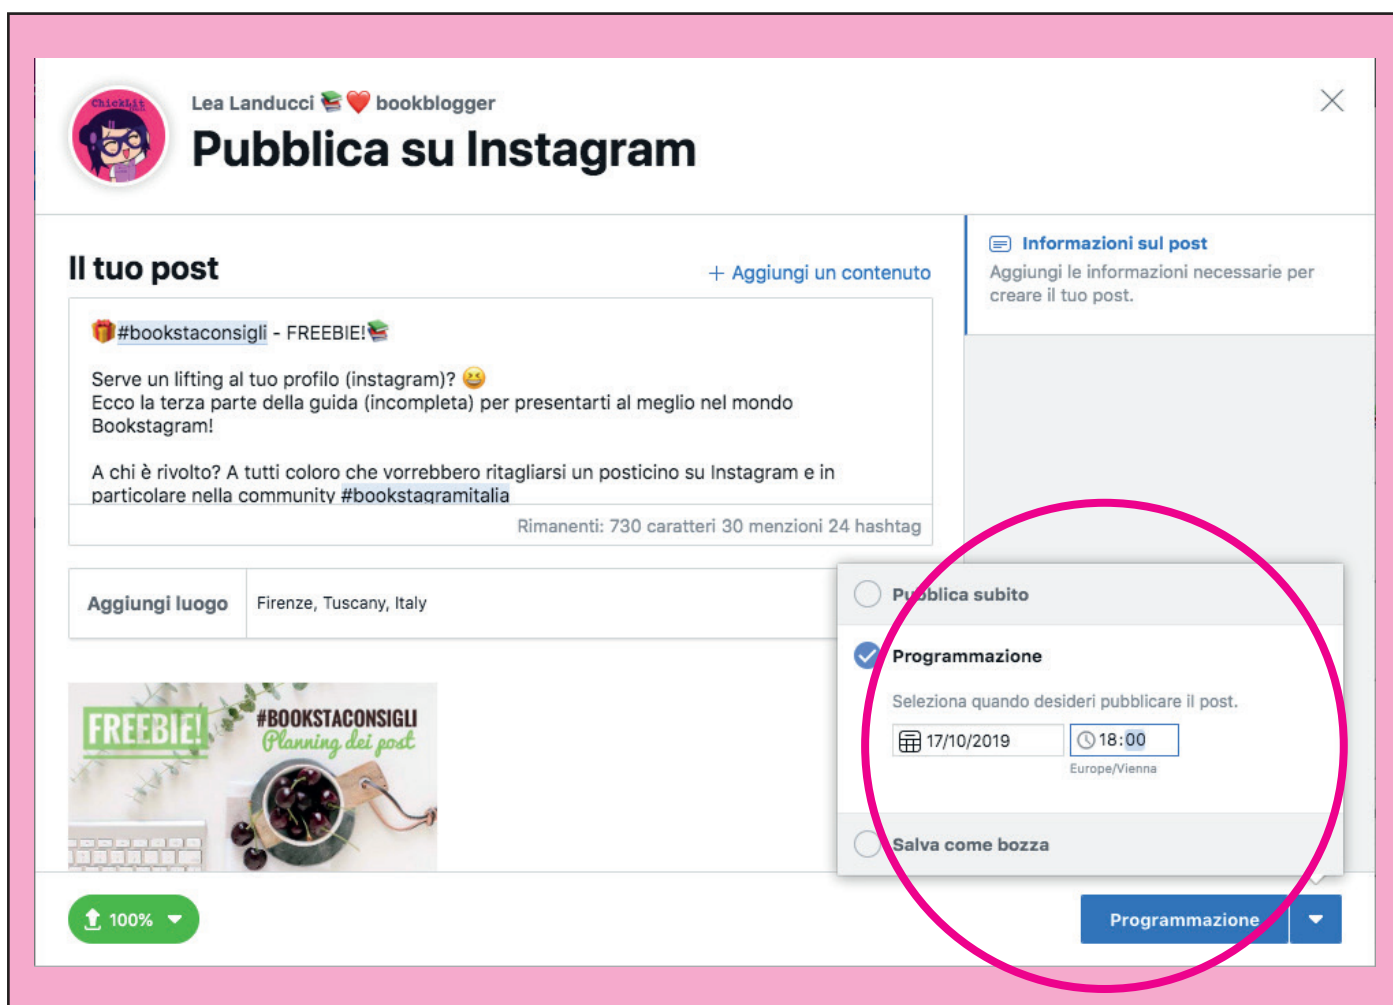 ChickLit
Lea Landucci 📚❤️ bookblogger
Pubblica su Instagram
Il tuo post
+ Aggiungi un contenuto
🎁#bookstaconsigli - FREEBIE!📚
Serve un lifting al tuo profilo (instagram)? 😆
Ecco la terza parte della guida (incompleta) per presentarti al meglio nel mondo
Bookstagram!
A chi è rivolto? A tutti coloro che vorrebbero ritagliarsi un posticino su Instagram e in
particolare nella community #bookstagramitalia
Rimanenti: 730 caratteri 30 menzioni 24 hashtag
Aggiungi luogo
Firenze, Tuscany, Italy
FREEBIE!
#BOOKSTACONSIGLI
Planning dei post
100%
Informazioni sul post
Aggiungi le informazioni necessarie per
creare il tuo post.
Pubblica subito
Programmazione
Seleziona quando desideri pubblicare il post.
17/10/2019
18:00
Europe/Vienna
Salva come bozza
Programmazione